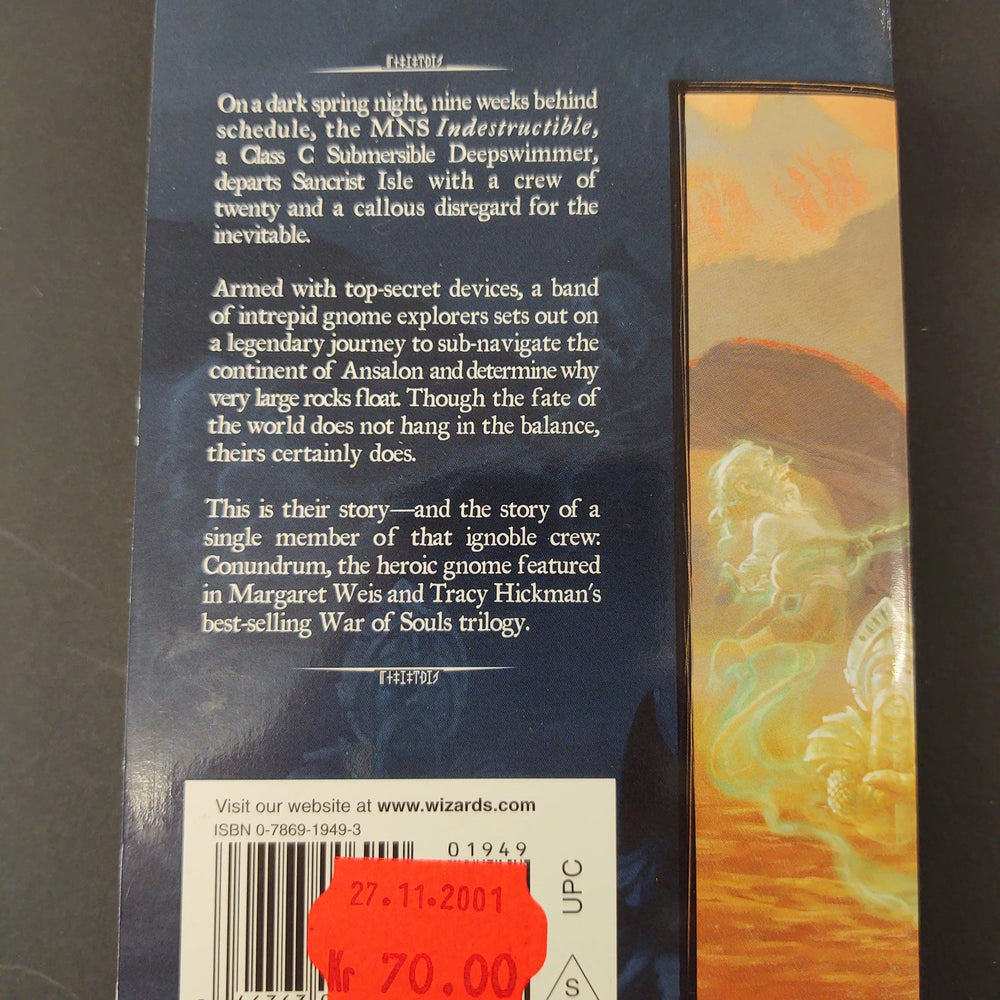 On a dark spring night, nine weeks behind
schedule, the MNS Indestructible,
a Class C Submersible Deepswimmer,
departs Sancrist Isle with a crew of
twenty and a callous disregard for the
inevitable.
Armed with top-secret devices, a band
of intrepid gnome explorers sets out on
a legendary journey to sub-navigate the
continent of Ansalon and determine why
very large rocks float. Though the fate of
the world does not hang in the balance,
theirs certainly does.
This is their story—and the story of a
single member of that ignoble crew:
Conundrum, the heroic gnome featured
in Margaret Weis and Tracy Hickman's
best-selling War of Souls trilogy.
Visit our website at www.wizards.com
ISBN 0-7869-1949-3
01949
27.11.2001
Kr 70.00
UPC
S